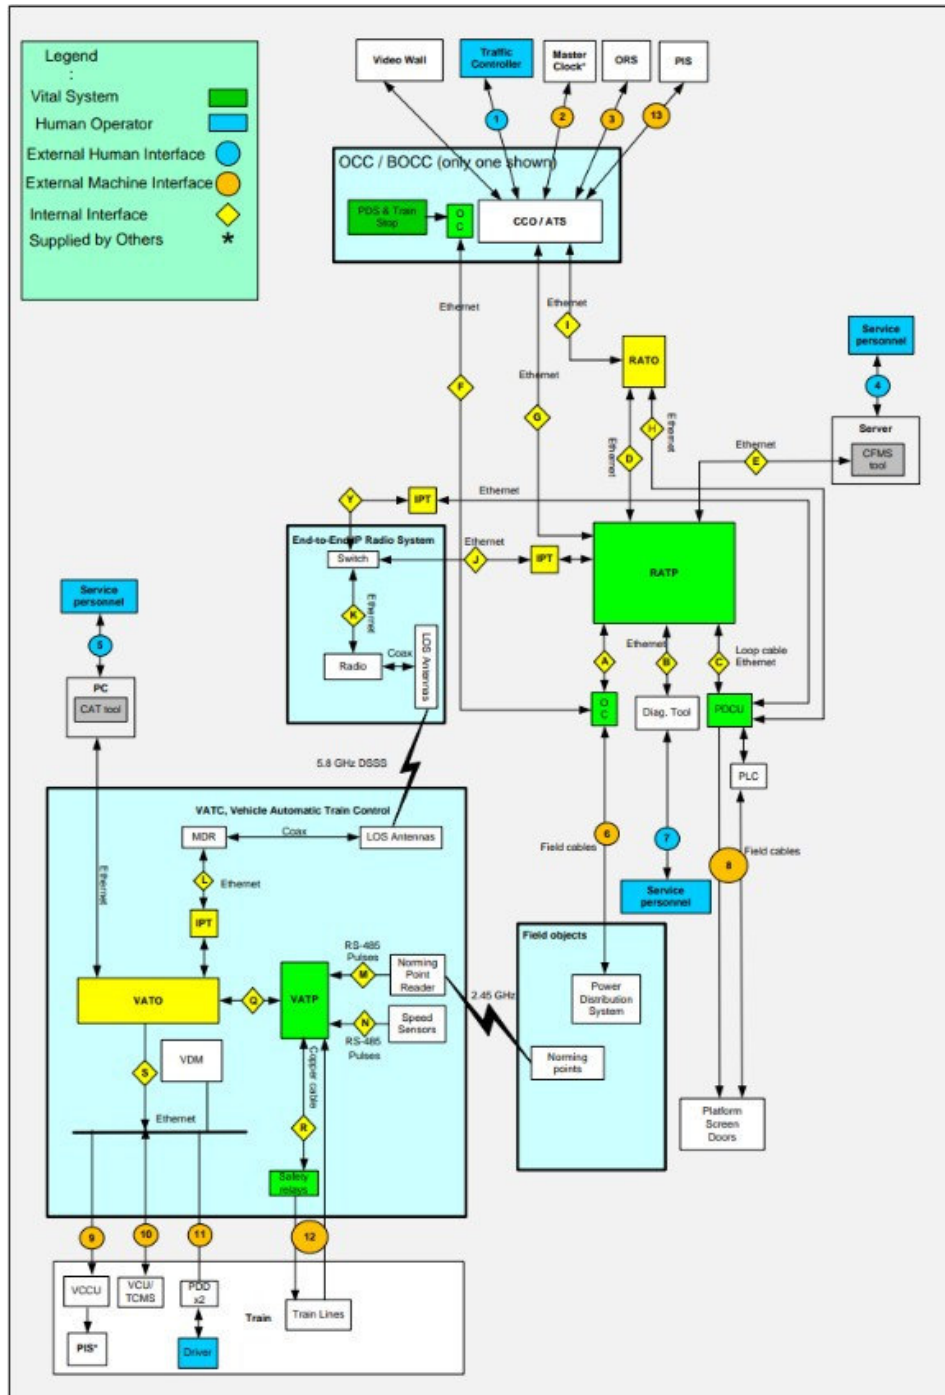 Legend
:
Vital System
Human Operator
External Human Interface
External Machine Interface
Internal Interface
Supplied by Others
*
Video Wall
Traffic
Controller
Master
Clock*
ORS
PIS
1
2
3
13
OCC / BOCC (only one shown)
PDS & Train
Stop
O
C
CCO / ATS
Ethernet
Ethernet
I
Ethernet
RATO
Service
personnel
4
F
G
H
Ethernet
Server
CFMS
tool
Ethernet
D
Ethernet
E
Y
IPT
Ethernet
End-to-End IP Radio System
Switch
Ethernet
J
IPT
RATP
K
Ethernet
Radio
Coax
LOS Antennas
Service
personnel
5
PC
CAT tool
A
Ethernet
B
C
Loop cable
Ethernet
O
C
Diag. Tool
PDCU
PLC
5.8 GHz DSSS
VATC, Vehicle Automatic Train Control
MDR
Coax
LOS Antennas
Ethernet
L
Ethernet
IPT
6
Field cables
7
8
Field cables
Service
personnel
Field objects
VATO
Q
VATP
RS-485
Pulses
M
Norming
Point
Reader
2.45 GHz
N
RS-485
Pulses
Speed
Sensors
Power
Distribution
System
Norming
points
S
VDM
Copper cable
Ethernet
R
Safety
relays
Platform
Screen
Doors
9
10
11
12
VCCU
VCU/
TCMS
PDD
x2
Train
Train Lines
PIS*
Driver